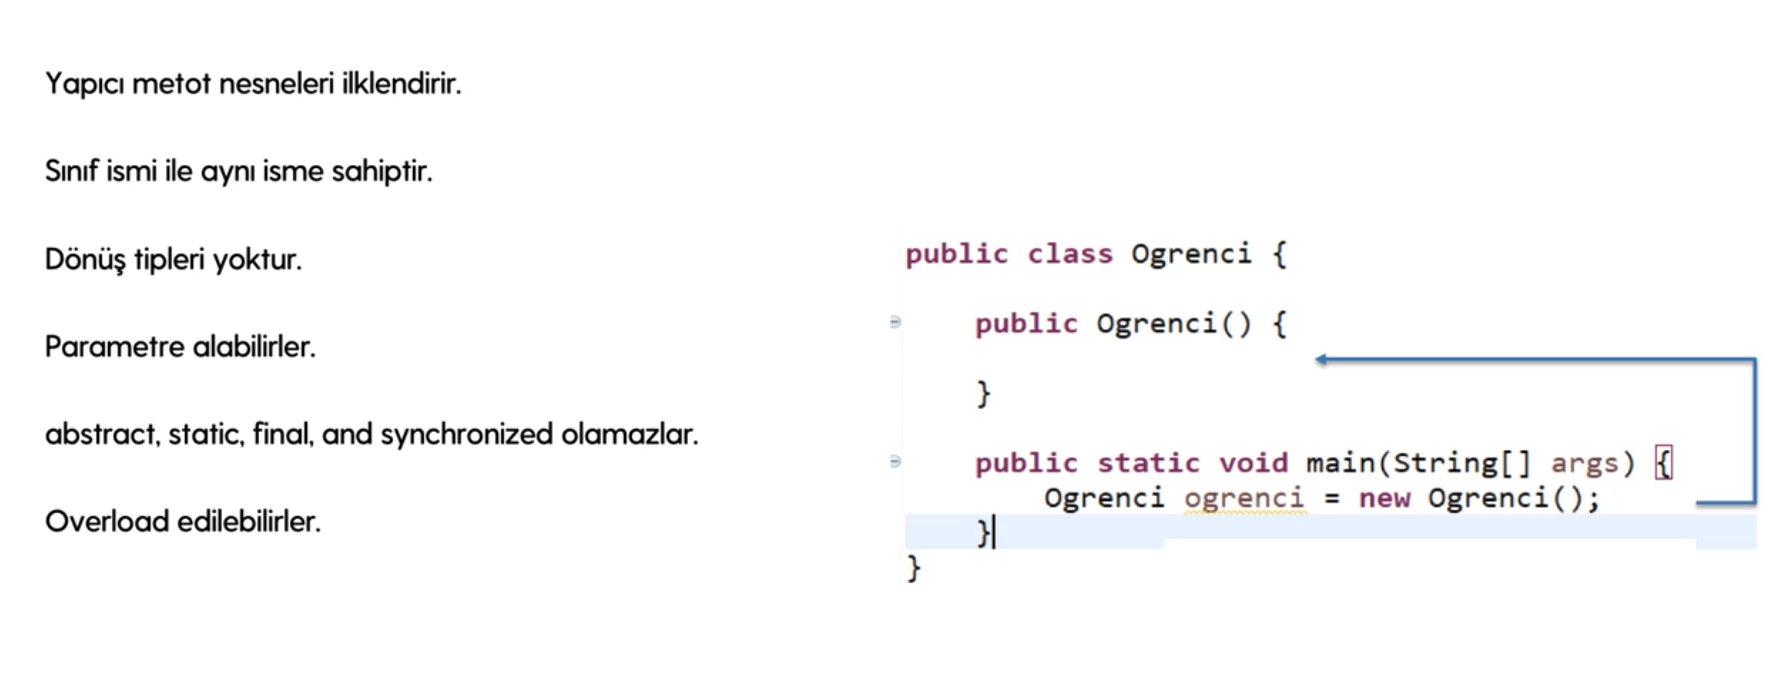 Yapıcı metot nesneleri ilklendirir.
Sınıf ismi ile aynı isme sahiptir.
Dönüş tipleri yoktur.
Parametre alabilirler.
abstract, static, final, and synchronized olamazlar.
Overload edilebilirler.
public class Ogrenci {
public Ogrenci() {
}
public static void main(String[] args) {
Ogrenci ogrenci = new Ogrenci();
}
}